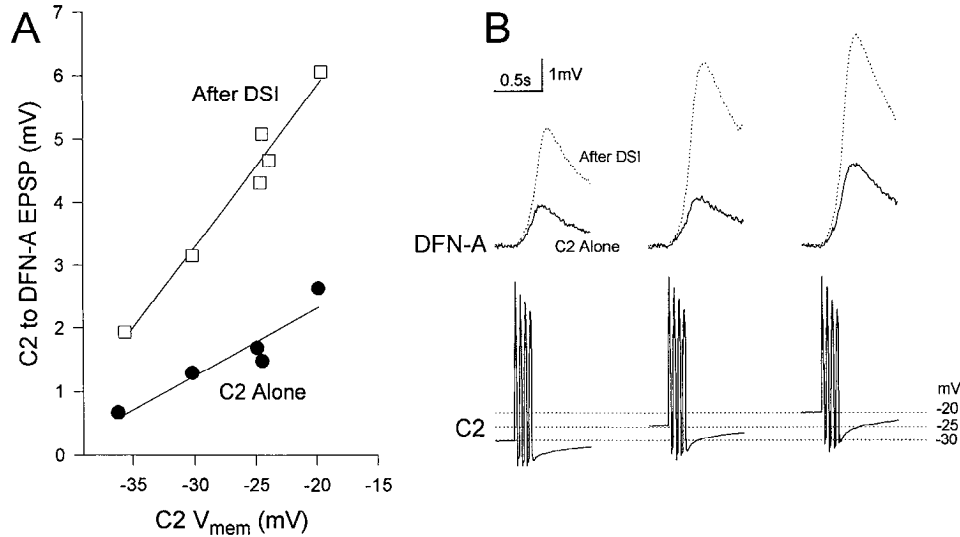 A
7
6
5
4
3
2
1
0
C2 to DFN-A EPSP (mV)
After DSI
C2 Alone
-35
-30
-25
-20
-15
C2 Vmem (mV)
B
0.5s
1mV
After DSI
C2 Alone
DFN-A
C2
mV
-20
-25
-30